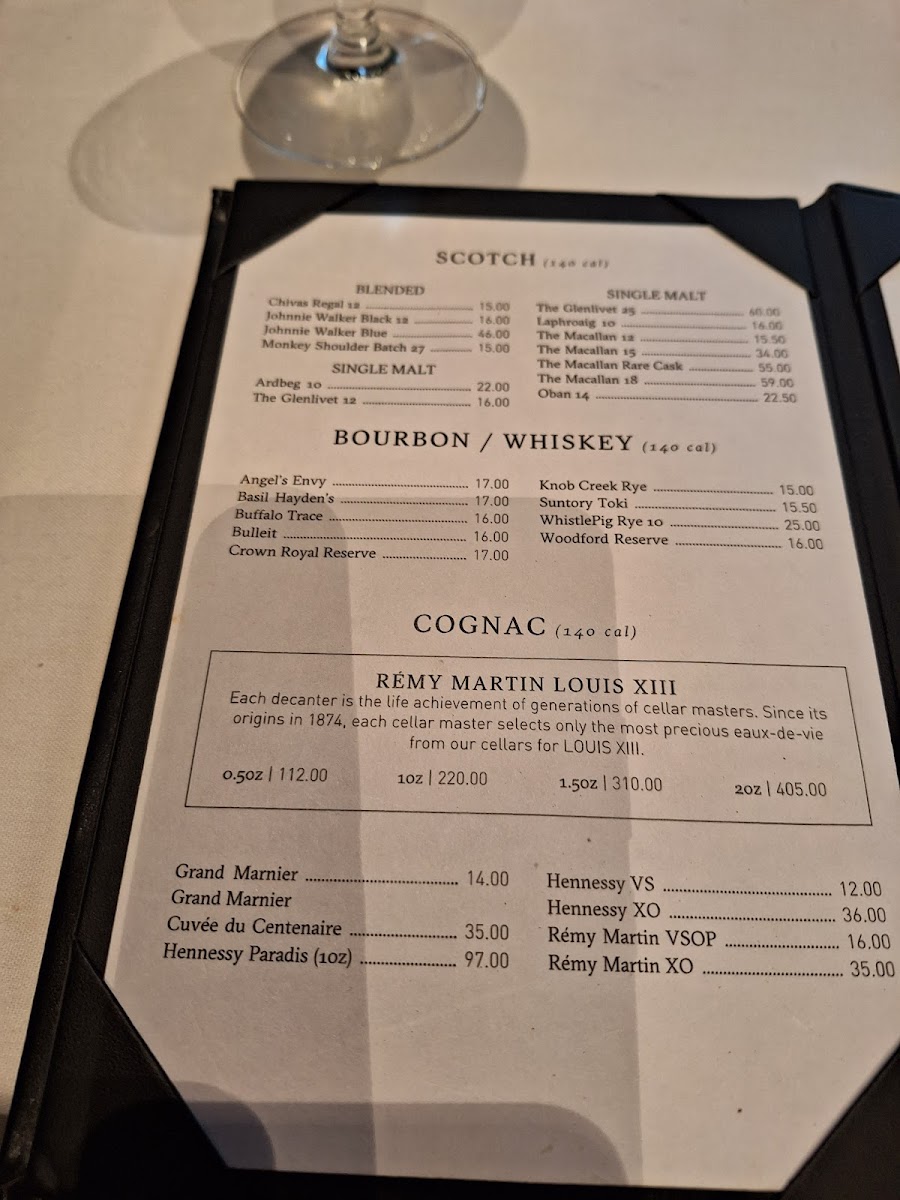 SCOTCH (140 cal)
BLENDED
Chivas Regal 12 ........ 15.00
Johnnie Walker Black 12 ........ 16.00
Johnnie Walker Blue ........ 46.00
Monkey Shoulder Batch 27 ........ 15.00
SINGLE MALT
Ardbeg 10 ........ 22.00
The Glenlivet 12 ........ 16.00
SINGLE MALT
The Glenlivet 25 ........ 60.00
Laphroaig 10 ........ 16.00
The Macallan 12 ........ 15.50
The Macallan 15 ........ 34.00
The Macallan Rare Cask ........ 55.00
The Macallan 18 ........ 59.00
Oban 14 ........ 22.50
BOURBON / WHISKEY (140 cal)
Angel's Envy ........ 17.00
Basil Hayden's ........ 17.00
Buffalo Trace ........ 16.00
Bulleit ........ 16.00
Crown Royal Reserve ........ 17.00
Knob Creek Rye ........ 15.00
Suntory Toki ........ 15.50
WhistlePig Rye 10 ........ 25.00
Woodford Reserve ........ 16.00
COGNAC (140 cal)
RÉMY MARTIN LOUIS XIII
Each decanter is the life achievement of generations of cellar masters. Since its
origins in 1874, each cellar master selects only the most precious eaux-de-vie
from our cellars for LOUIS XIII.
0.5oz | 112.00 1oz | 220.00 1.5oz | 310.00 2oz | 405.00
Grand Marnier ........ 14.00
Grand Marnier
Cuvée du Centenaire ........ 35.00
Hennessy Paradis (1oz) ........ 97.00
Hennessy VS ........ 12.00
Hennessy XO ........ 36.00
Rémy Martin VSOP ........ 16.00
Rémy Martin XO ........ 35.00